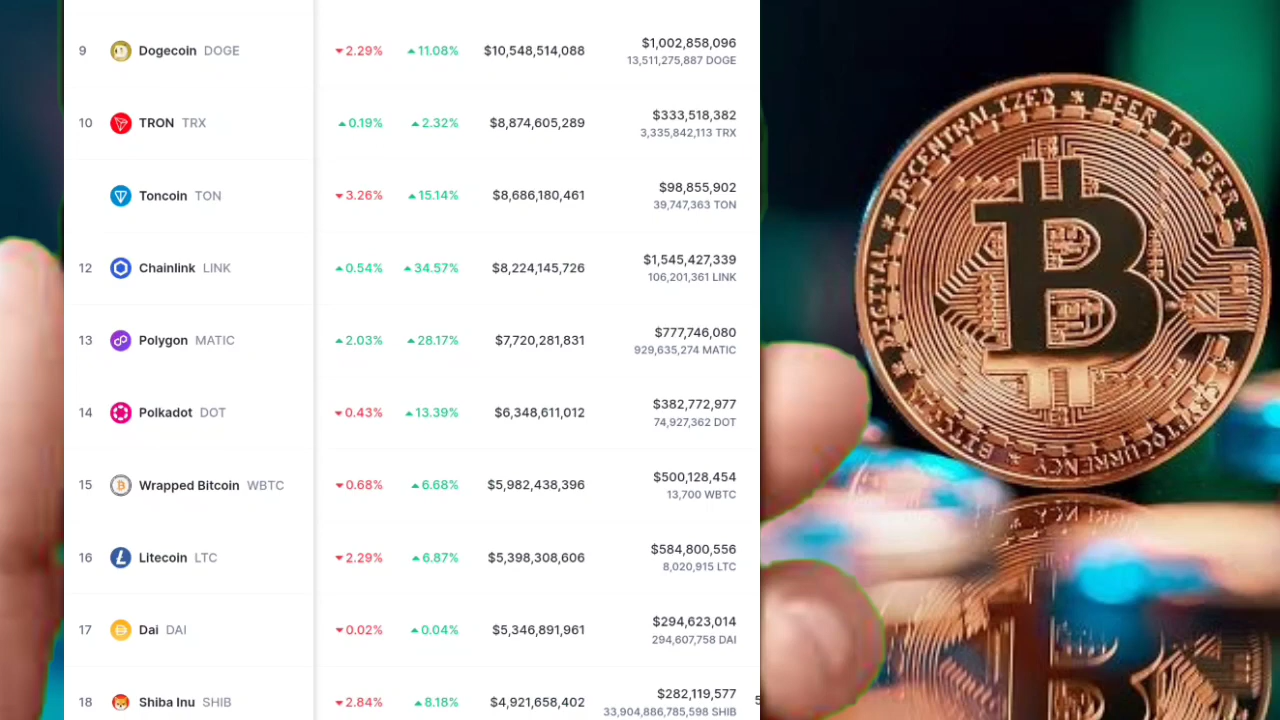 9 Dogecoin DOGE 2.29% 11.08% $10,548,514,088 $1,002,858,096
13,511,275,887 DOGE
10 TRON TRX 0.19% 2.32% $8,874,605,289 $333,518,382
3,335,842,113 TRX
Toncoin TON 3.26% 15.14% $8,686,180,461 $98,855,902
39,747,363 TON
12 Chainlink LINK 0.54% 34.57% $8,224,145,726 $1,545,427,339
106,201,361 LINK
13 Polygon MATIC 2.03% 28.17% $7,720,281,831 $777,746,080
929,635,274 MATIC
14 Polkadot DOT 0.43% 13.39% $6,348,611,012 $382,772,977
74,927,362 DOT
15 Wrapped Bitcoin WBTC 0.68% 6.68% $5,982,438,396 $500,128,454
13,700 WBTC
16 Litecoin LTC 2.29% 6.87% $5,398,308,606 $584,800,556
8,020,915 LTC
17 Dai DAI 0.02% 0.04% $5,346,891,961 $294,623,014
294,607,758 DAI
18 Shiba Inu SHIB 2.84% 8.18% $4,921,658,402 $282,119,577
33,904,886,785,598 SHIB
DIGITAL * DECENTRALIZED * PEER TO PEER *
BITCOIN * CRYPTOCURRENCY